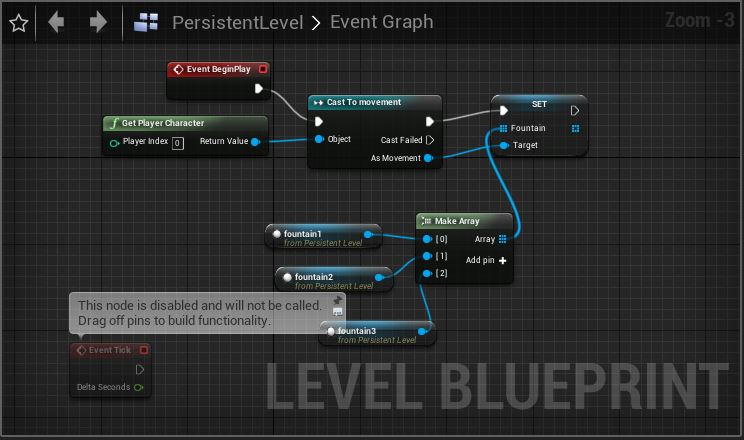 PersistentLevel > Event Graph
Zoom -3
Event BeginPlay
Cast To movement
SET
Get Player Character
Player Index 0
Return Value
Object
Cast Failed
As Movement
Fountain
Target
fountain1
from Persistent Level
fountain2
from Persistent Level
fountain3
from Persistent Level
Make Array
[0]
Array
[1]
Add pin +
[2]
This node is disabled and will not be called.
Drag off pins to build functionality.
Event Tick
Delta Seconds
LEVEL BLUEPRINT